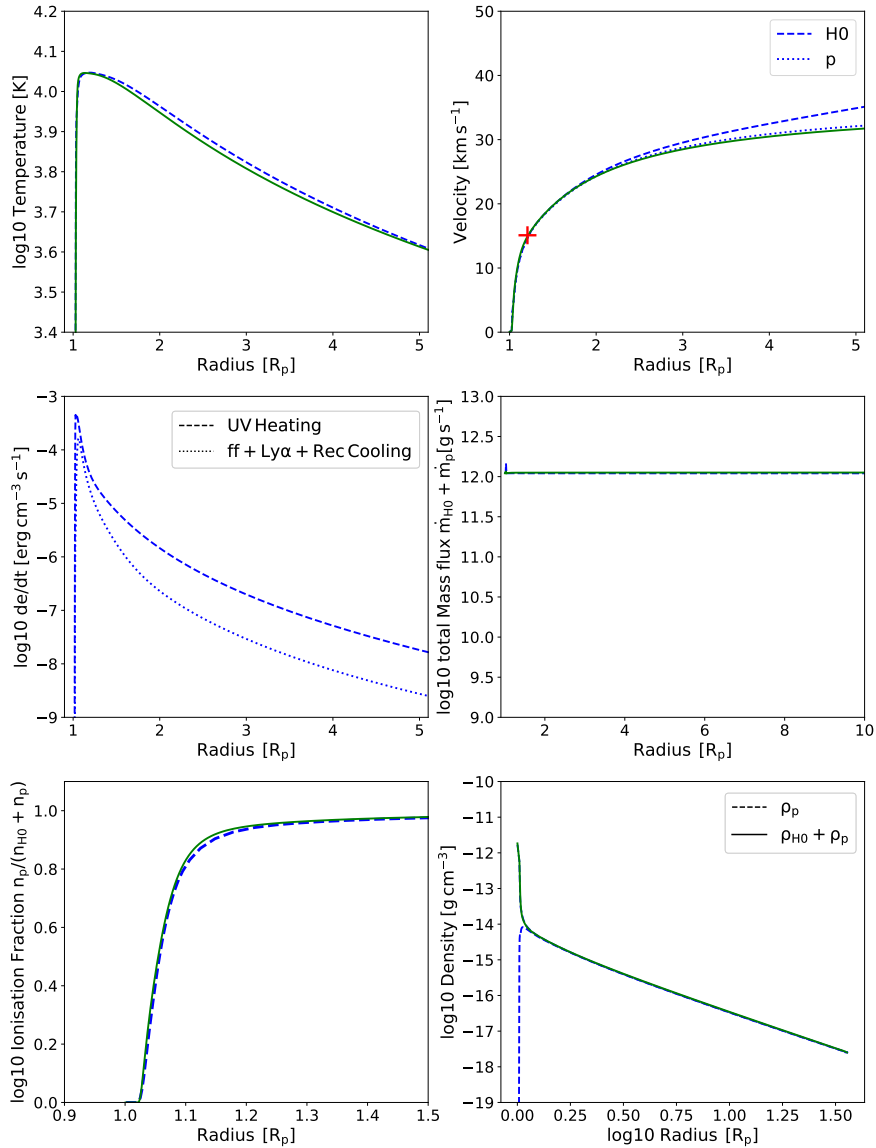 4.2
4.1
4.0
3.9
3.8
3.7
3.6
3.5
3.4
log10 Temperature [K]
1 2 3 4 5
Radius [Rₚ]
50
40
30
20
10
0
Velocity [km s⁻¹]
H0
p
1 2 3 4 5
Radius [Rₚ]
−3
−4
−5
−6
−7
−8
−9
log10 de/dt [erg cm⁻³ s⁻¹]
UV Heating
ff + Lyα + Rec Cooling
1 2 3 4 5
Radius [Rₚ]
13.0
12.5
12.0
11.5
11.0
10.5
10.0
9.5
9.0
log10 total Mass flux ṁ_H0 + ṁₚ[g s⁻¹]
2 4 6 8 10
Radius [Rₚ]
1.0
0.8
0.6
0.4
0.2
0.0
log10 Ionisation Fraction nₚ/(n_H0 + nₚ)
0.9 1.0 1.1 1.2 1.3 1.4 1.5
Radius [Rₚ]
−10
−11
−12
−13
−14
−15
−16
−17
−18
−19
log10 Density [g cm⁻³]
ρₚ
ρ_H0 + ρₚ
0.00 0.25 0.50 0.75 1.00 1.25 1.50
log10 Radius [Rₚ]